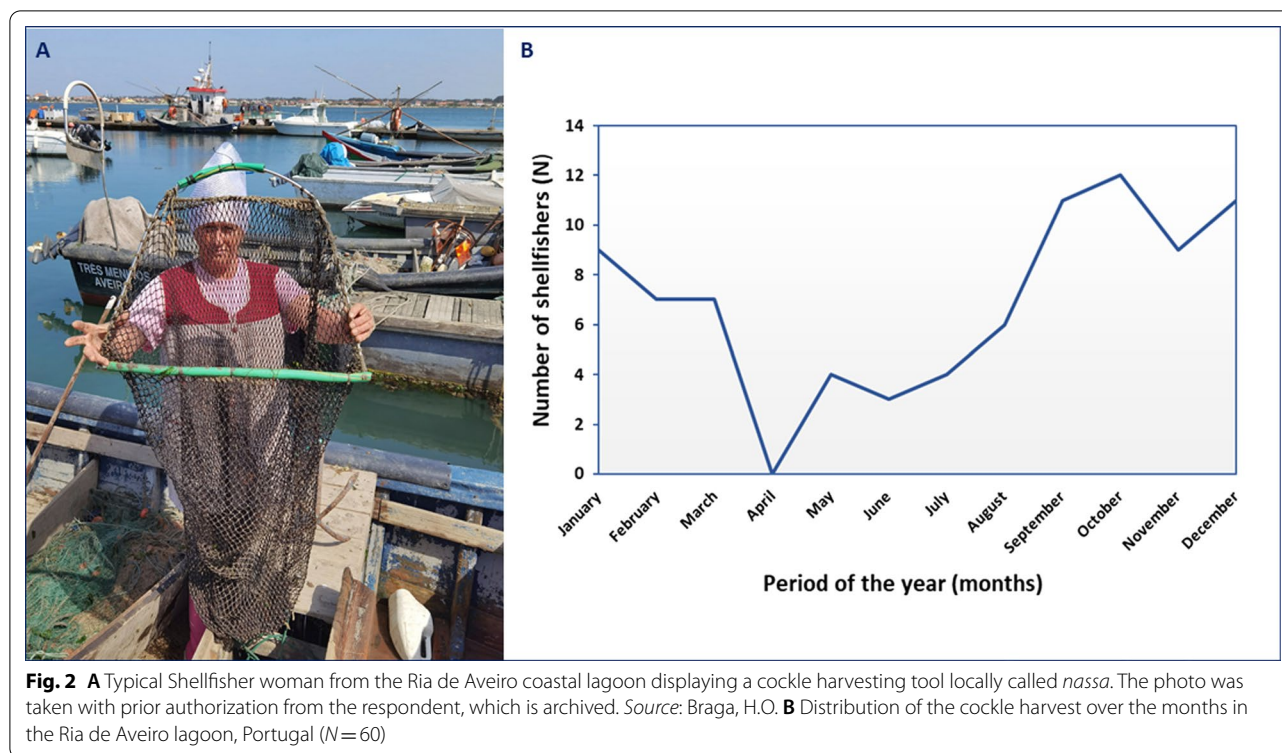 A
TRÊS MENINOS
AVEIRO
B
Number of shellfishers (N)
14
12
10
8
6
4
2
0
January
February
March
April
May
June
July
August
September
October
November
December
Period of the year (months)
Fig. 2 A Typical Shellfisher woman from the Ria de Aveiro coastal lagoon displaying a cockle harvesting tool locally called nassa. The photo was
taken with prior authorization from the respondent, which is archived. Source: Braga, H.O. B Distribution of the cockle harvest over the months in
the Ria de Aveiro lagoon, Portugal (N=60)